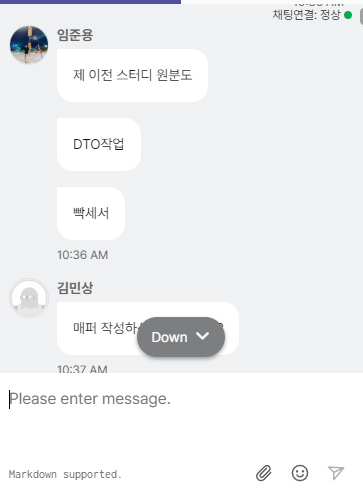 채팅연결: 정상
임준용
제 이전 스터디 원분도
DTO작업
빡세서
10:36 AM
김민상
매퍼 작성하
Down
10:37 AM
Please enter message.
Markdown supported.